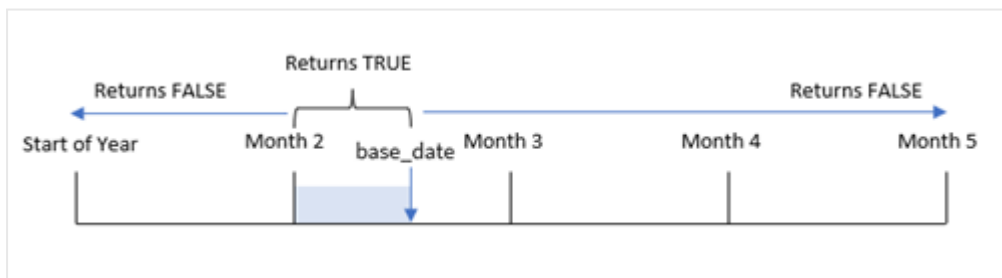 Returns TRUE
Returns FALSE
Returns FALSE
Start of Year
Month 2
base_date
Month 3
Month 4
Month 5